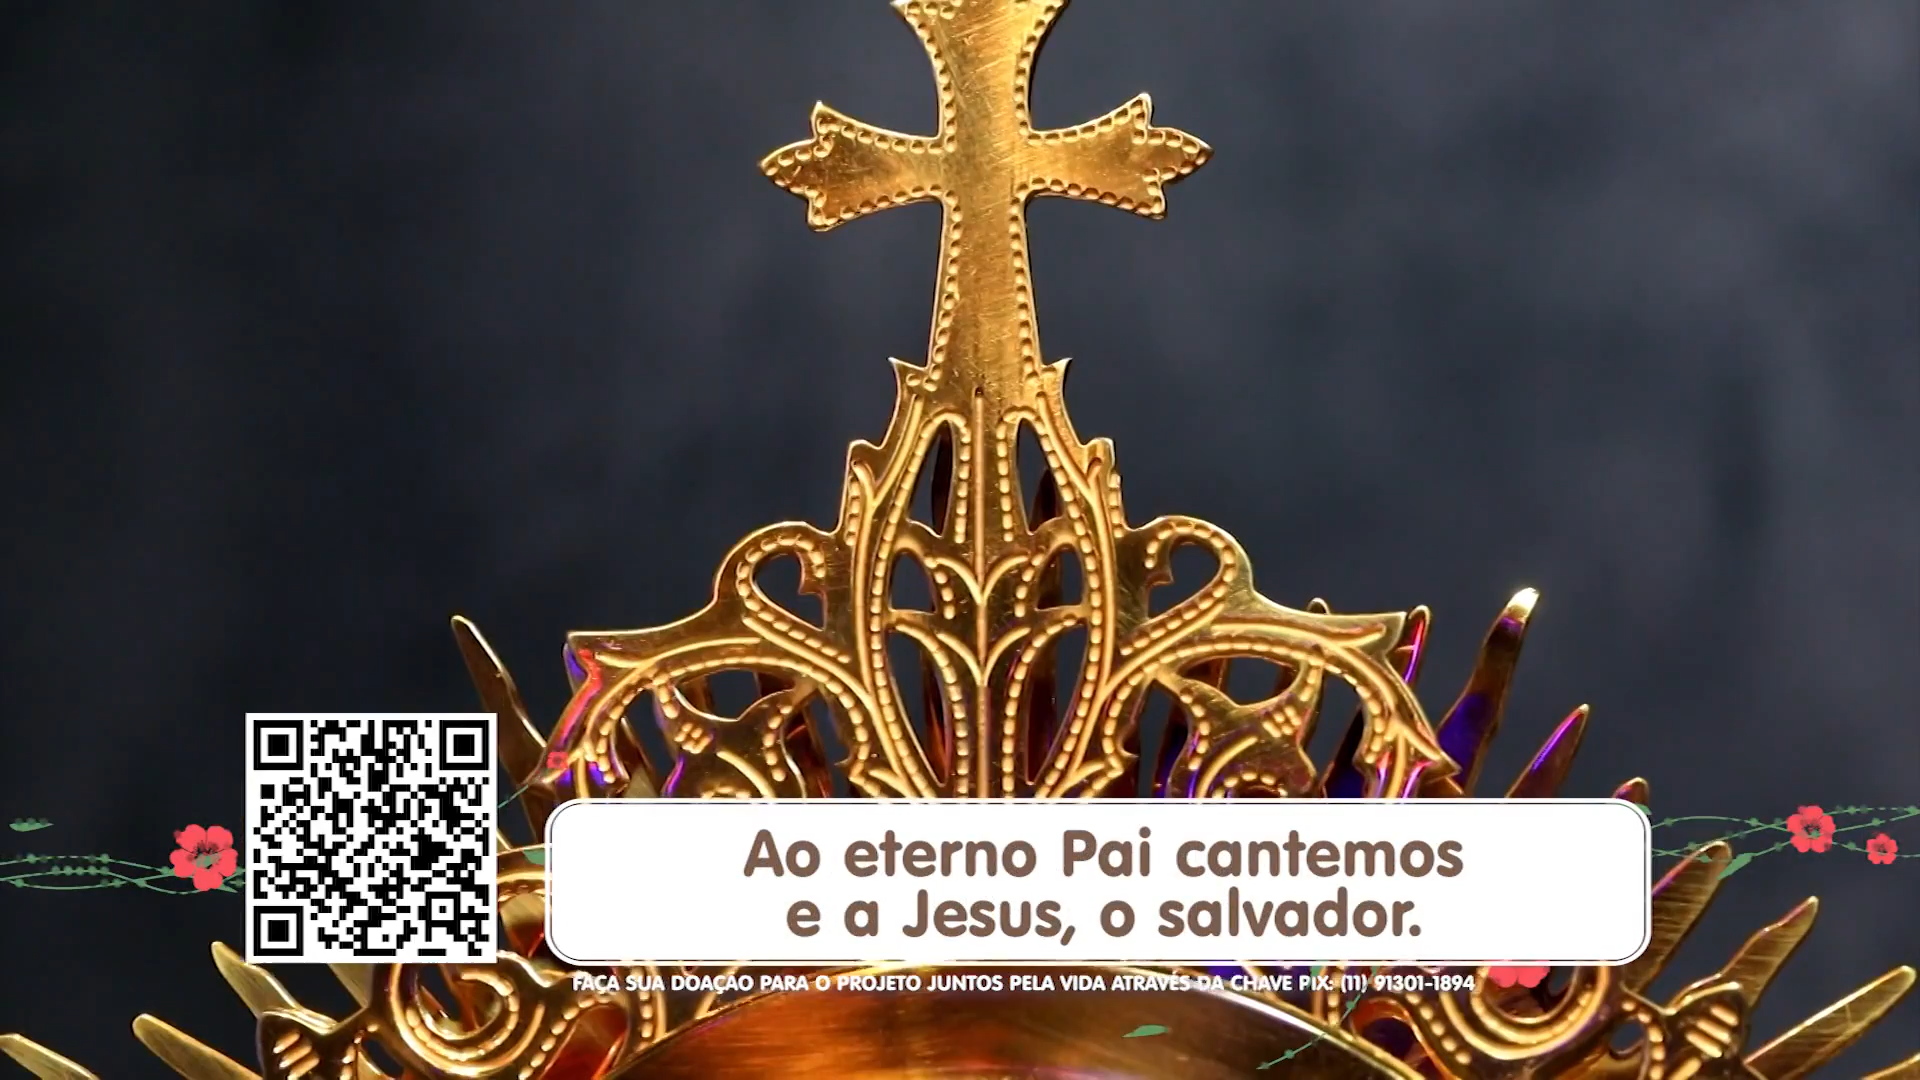 Ao eterno Pai cantemos
e a Jesus, o salvador.
FAÇA SUA DOAÇÃO PARA O PROJETO JUNTOS PELA VIDA ATRAVÉS DA CHAVE PIX: (11) 91301-1894